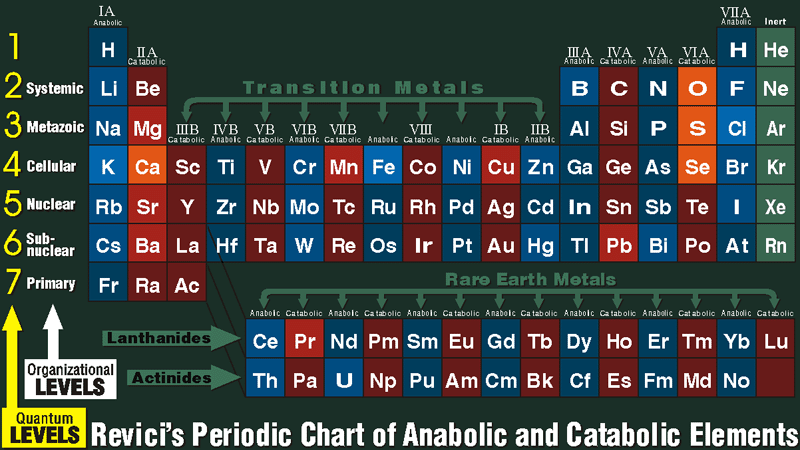 IA
Anabolic
VIIA
Anabolic
Inert
1 H H He
IIA
Catabolic
IIIA
Anabolic
IVA
Catabolic
VA
Anabolic
VIA
Catabolic
2 Systemic Li Be B C N O F Ne
Transition Metals
3 Metazoic Na Mg Al Si P S Cl Ar
IIIB
Catabolic
IVB
Anabolic
VB
Catabolic
VIB
Anabolic
VIIB
Catabolic
Anabolic
VIII
Catabolic
Anabolic
IB
Catabolic
IIB
Anabolic
4 Cellular K Ca Sc Ti V Cr Mn Fe Co Ni Cu Zn Ga Ge As Se Br Kr
5 Nuclear Rb Sr Y Zr Nb Mo Tc Ru Rh Pd Ag Cd In Sn Sb Te I Xe
6 Sub-
nuclear Cs Ba La Hf Ta W Re Os Ir Pt Au Hg Tl Pb Bi Po At Rn
7 Primary Fr Ra Ac
Rare Earth Metals
Anabolic Catabolic Anabolic Catabolic Anabolic Catabolic Anabolic Catabolic Anabolic Catabolic Anabolic Catabolic Anabolic Catabolic
Lanthanides Ce Pr Nd Pm Sm Eu Gd Tb Dy Ho Er Tm Yb Lu
Actinides Th Pa U Np Pu Am Cm Bk Cf Es Fm Md No
Organizational
LEVELS
Quantum
LEVELS
Revici's Periodic Chart of Anabolic and Catabolic Elements